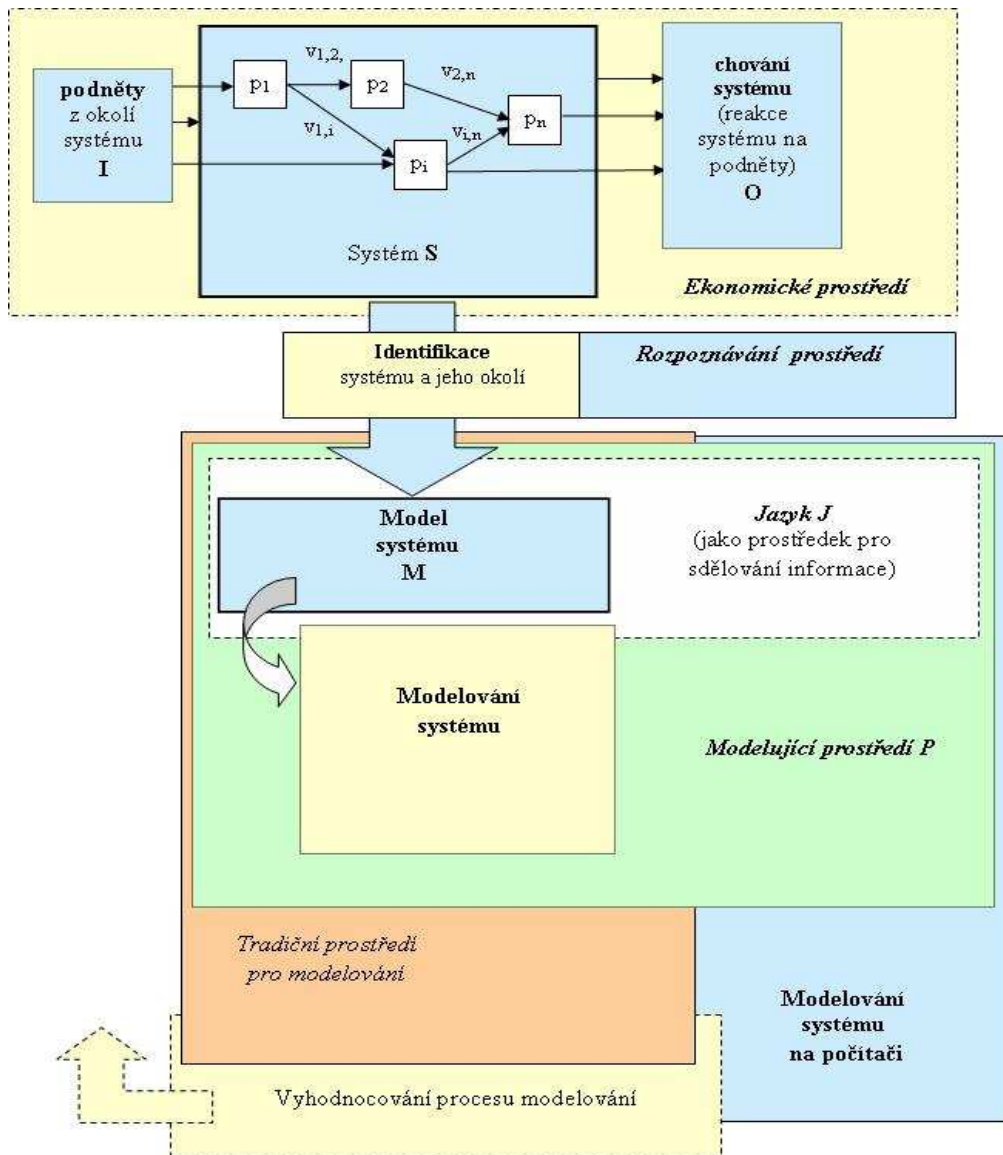 podněty
z okolí
systému
I
v1,2,
p1
p2
v2,n
v1,i
vi,n
pn
pi
Systém S
chování
systému
(reakce
systému na
podněty)
O
Ekonomické prostředí
Identifikace
systému a jeho okolí
Rozpoznávání prostředí
Model
systému
M
Jazyk J
(jako prostředek pro
sdělování informace)
Modelování
systému
Modelující prostředí P
Tradiční prostředí
pro modelování
Modelování
systému
na počítači
Vyhodnocování procesu modelování